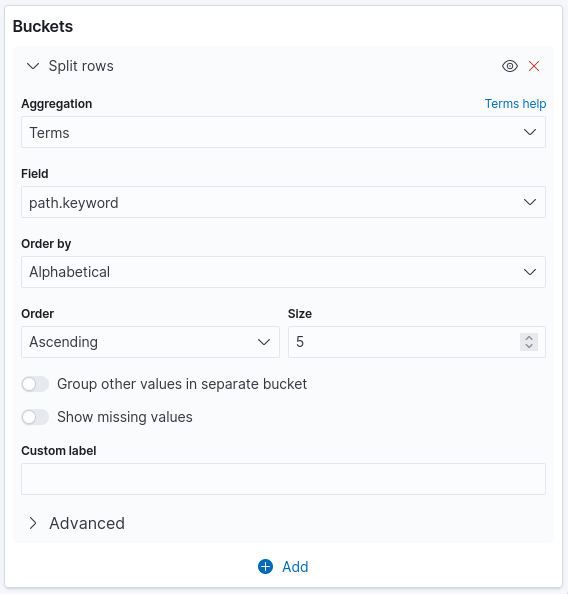 Buckets
Split rows
Aggregation Terms help
Terms
Field
path.keyword
Order by
Alphabetical
Order Size
Ascending 5
Group other values in separate bucket
Show missing values
Custom label
Advanced
Add